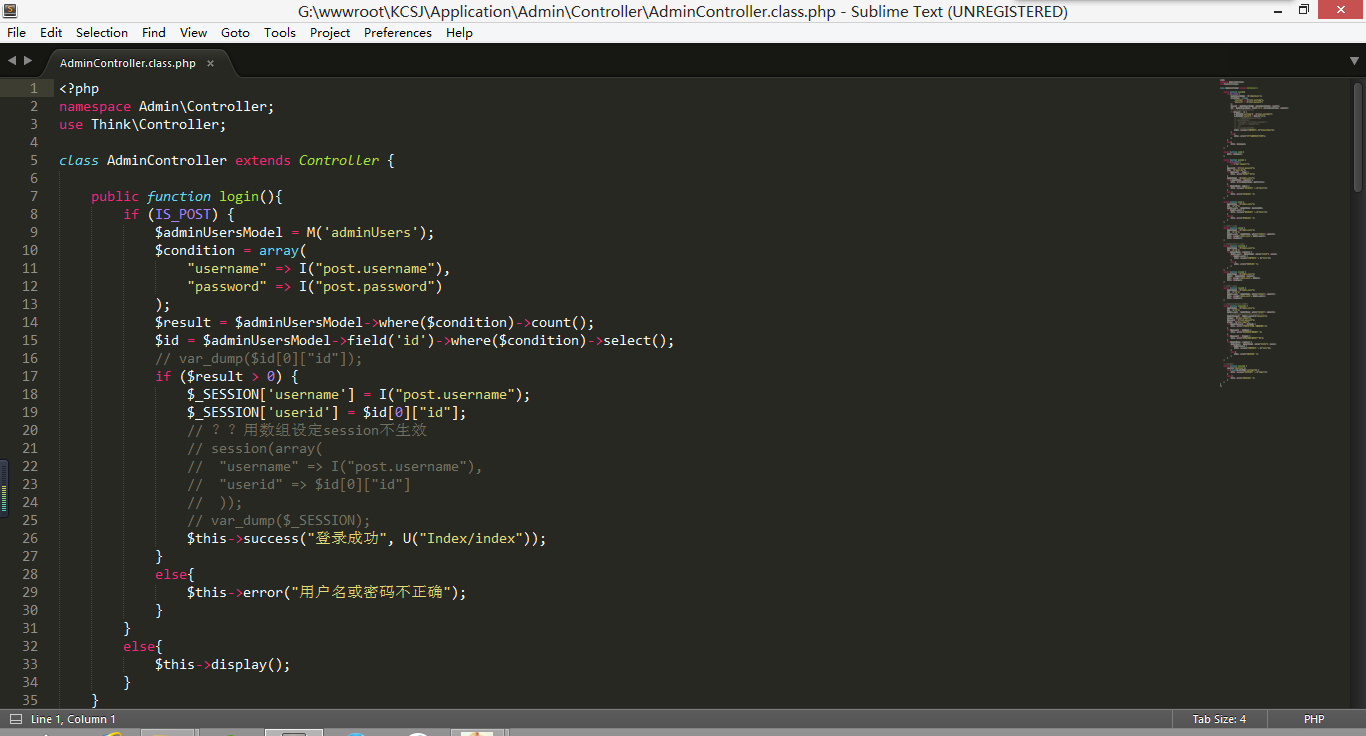 G:\wwwroot\KCSJ\Application\Admin\Controller\AdminController.class.php - Sublime Text (UNREGISTERED)
File Edit Selection Find View Goto Tools Project Preferences Help
AdminController.class.php ×
1 <?php
2 namespace Admin\Controller;
3 use Think\Controller;
4
5 class AdminController extends Controller {
6
7 public function login(){
8 if (IS_POST) {
9 $adminUsersModel = M('adminUsers');
10 $condition = array(
11 "username" => I("post.username"),
12 "password" => I("post.password")
13 );
14 $result = $adminUsersModel->where($condition)->count();
15 $id = $adminUsersModel->field('id')->where($condition)->select();
16 // var_dump($id[0]["id"]);
17 if ($result > 0) {
18 $_SESSION['username'] = I("post.username");
19 $_SESSION['userid'] = $id[0]["id"];
20 // ？？用数组设定session不生效
21 // session(array(
22 // "username" => I("post.username"),
23 // "userid" => $id[0]["id"]
24 // ));
25 // var_dump($_SESSION);
26 $this->success("登录成功", U("Index/index"));
27 }
28 else{
29 $this->error("用户名或密码不正确");
30 }
31 }
32 else{
33 $this->display();
34 }
35 }
Line 1, Column 1 Tab Size: 4 PHP